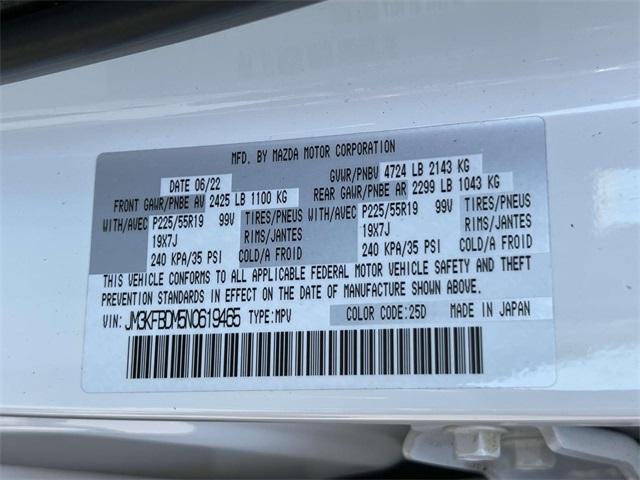 MFD. BY MAZDA MOTOR CORPORATION
DATE 06/22 GVWR/PNBV 4724 LB 2143 KG
FRONT GAWR/PNBE AV 2425 LB 1100 KG REAR GAWR/PNBE AR 2299 LB 1043 KG
WITH/AVEC P225/55R19 99V TIRES/PNEUS WITH/AVEC P225/55R19 99V TIRES/PNEUS
19X7J RIMS/JANTES 19X7J RIMS/JANTES
240 KPA/35 PSI COLD/A FROID 240 KPA/35 PSI COLD/A FROID
THIS VEHICLE CONFORMS TO ALL APPLICABLE FEDERAL MOTOR VEHICLE SAFETY AND THEFT
PREVENTION STANDARDS IN EFFECT ON THE DATE OF MANUFACTURE SHOWN ABOVE.
VIN: JM3KFBDM5N0619465 TYPE:MPV COLOR CODE:25D MADE IN JAPAN